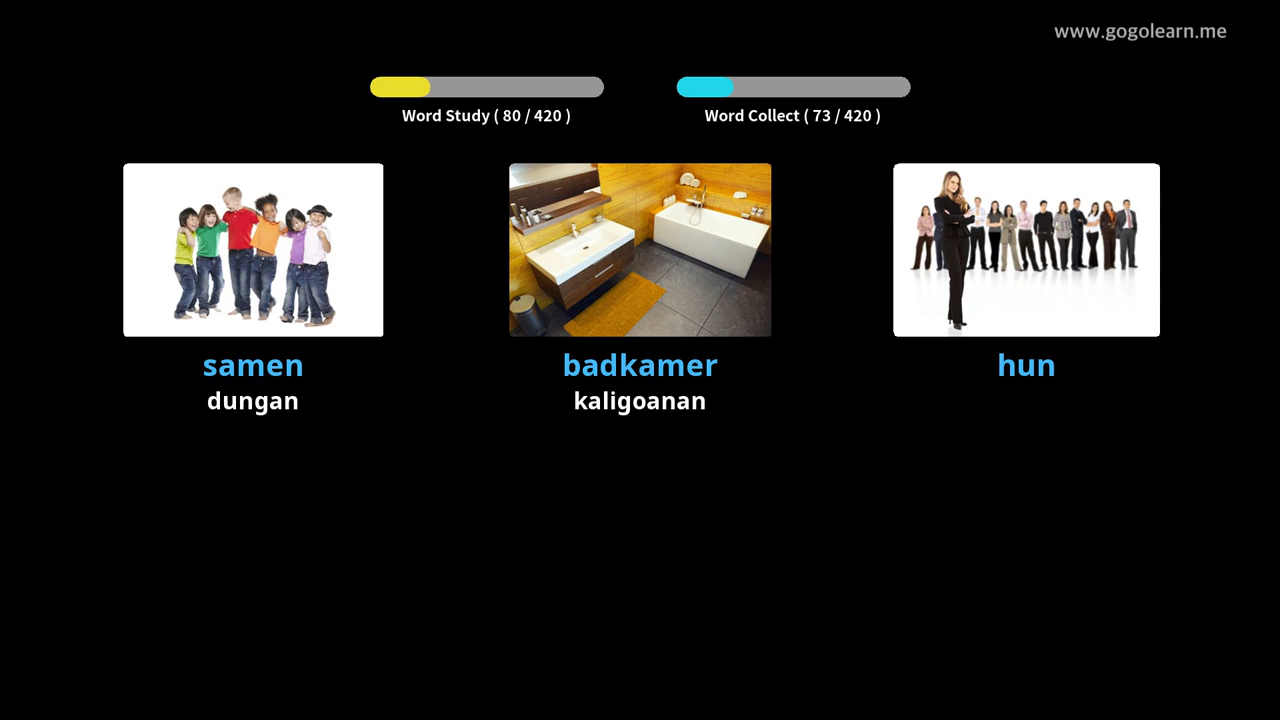 www.gogolearn.me
Word Study ( 80 / 420 )
Word Collect ( 73 / 420 )
samen
dungan
badkamer
kaligoanan
hun